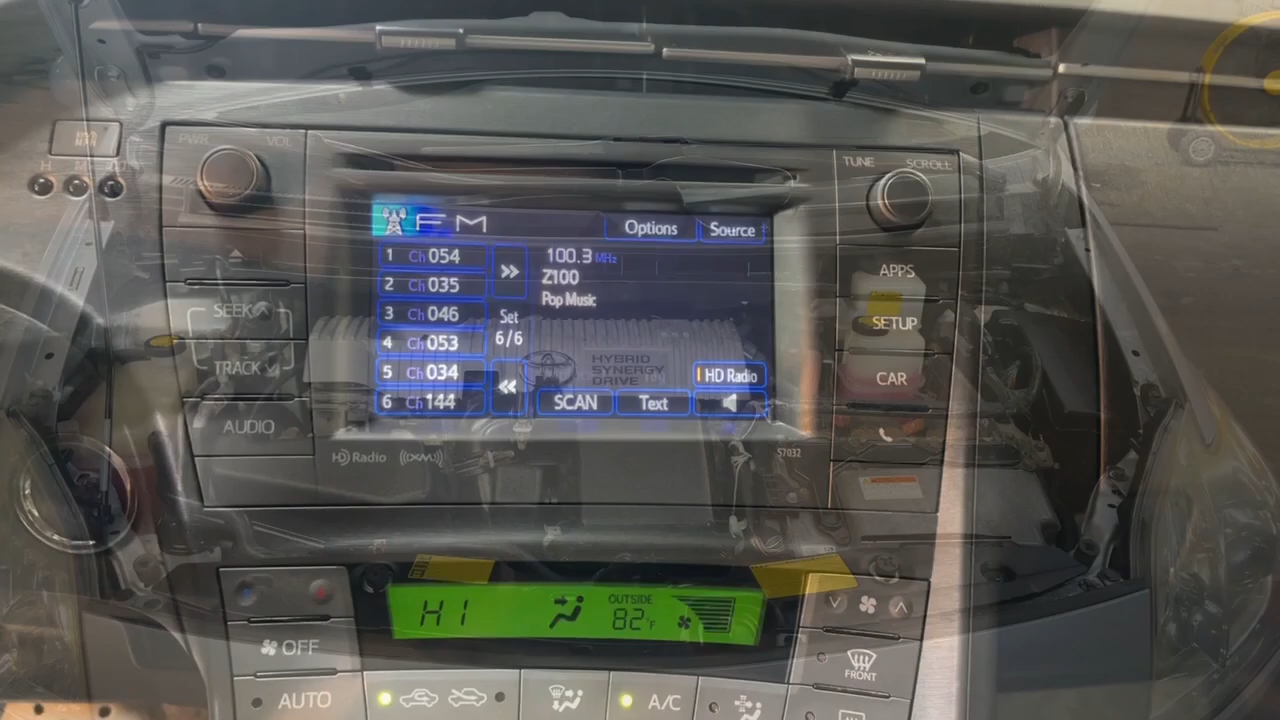 PWR VOL
TUNE SCROLL
FM
Options
Source
1 Ch 054
2 Ch 035
3 Ch 046
4 Ch 053
5 Ch 034
6 Ch 144
Set
6/6
100.3 MHz
Z100
Pop Music
HD Radio
SCAN
Text
HYBRID
SYNERGY
DRIVE
SEEK
TRACK
AUDIO
APPS
SETUP
CAR
HD Radio
XM
57032
HI
OUTSIDE
82°F
OFF
AUTO
A/C
FRONT